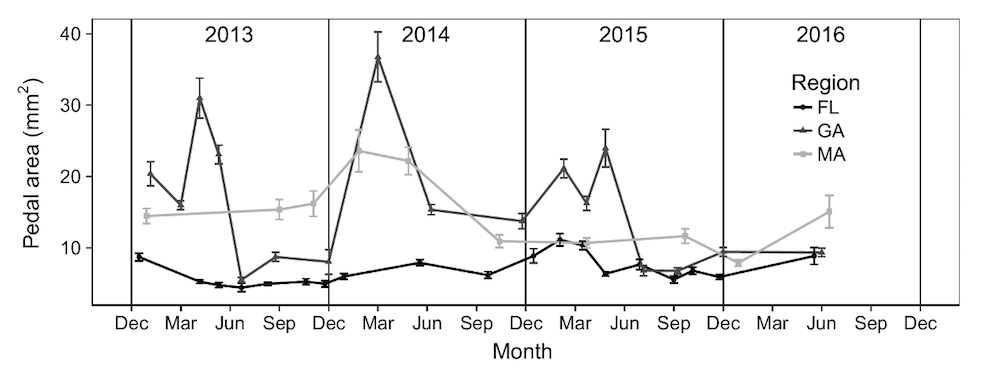 2013 2014 2015 2016
40
30
20
10
Pedal area (mm²)
Region
FL
GA
MA
Dec Mar Jun Sep Dec Mar Jun Sep Dec Mar Jun Sep Dec Mar Jun Sep Dec
Month